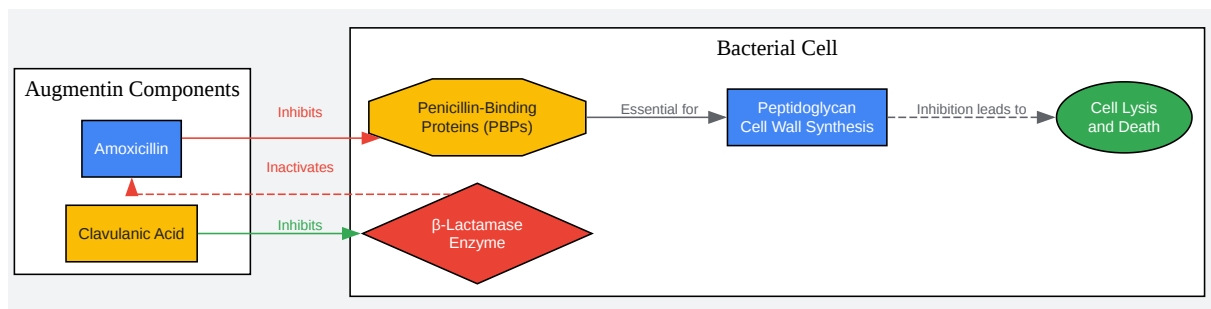 Bacterial Cell
Augmentin Components
Amoxicillin
Clavulanic Acid
Inhibits
Inactivates
Inhibits
Penicillin-Binding
Proteins (PBPs)
β-Lactamase
Enzyme
Essential for
Peptidoglycan
Cell Wall Synthesis
Inhibition leads to
Cell Lysis
and Death